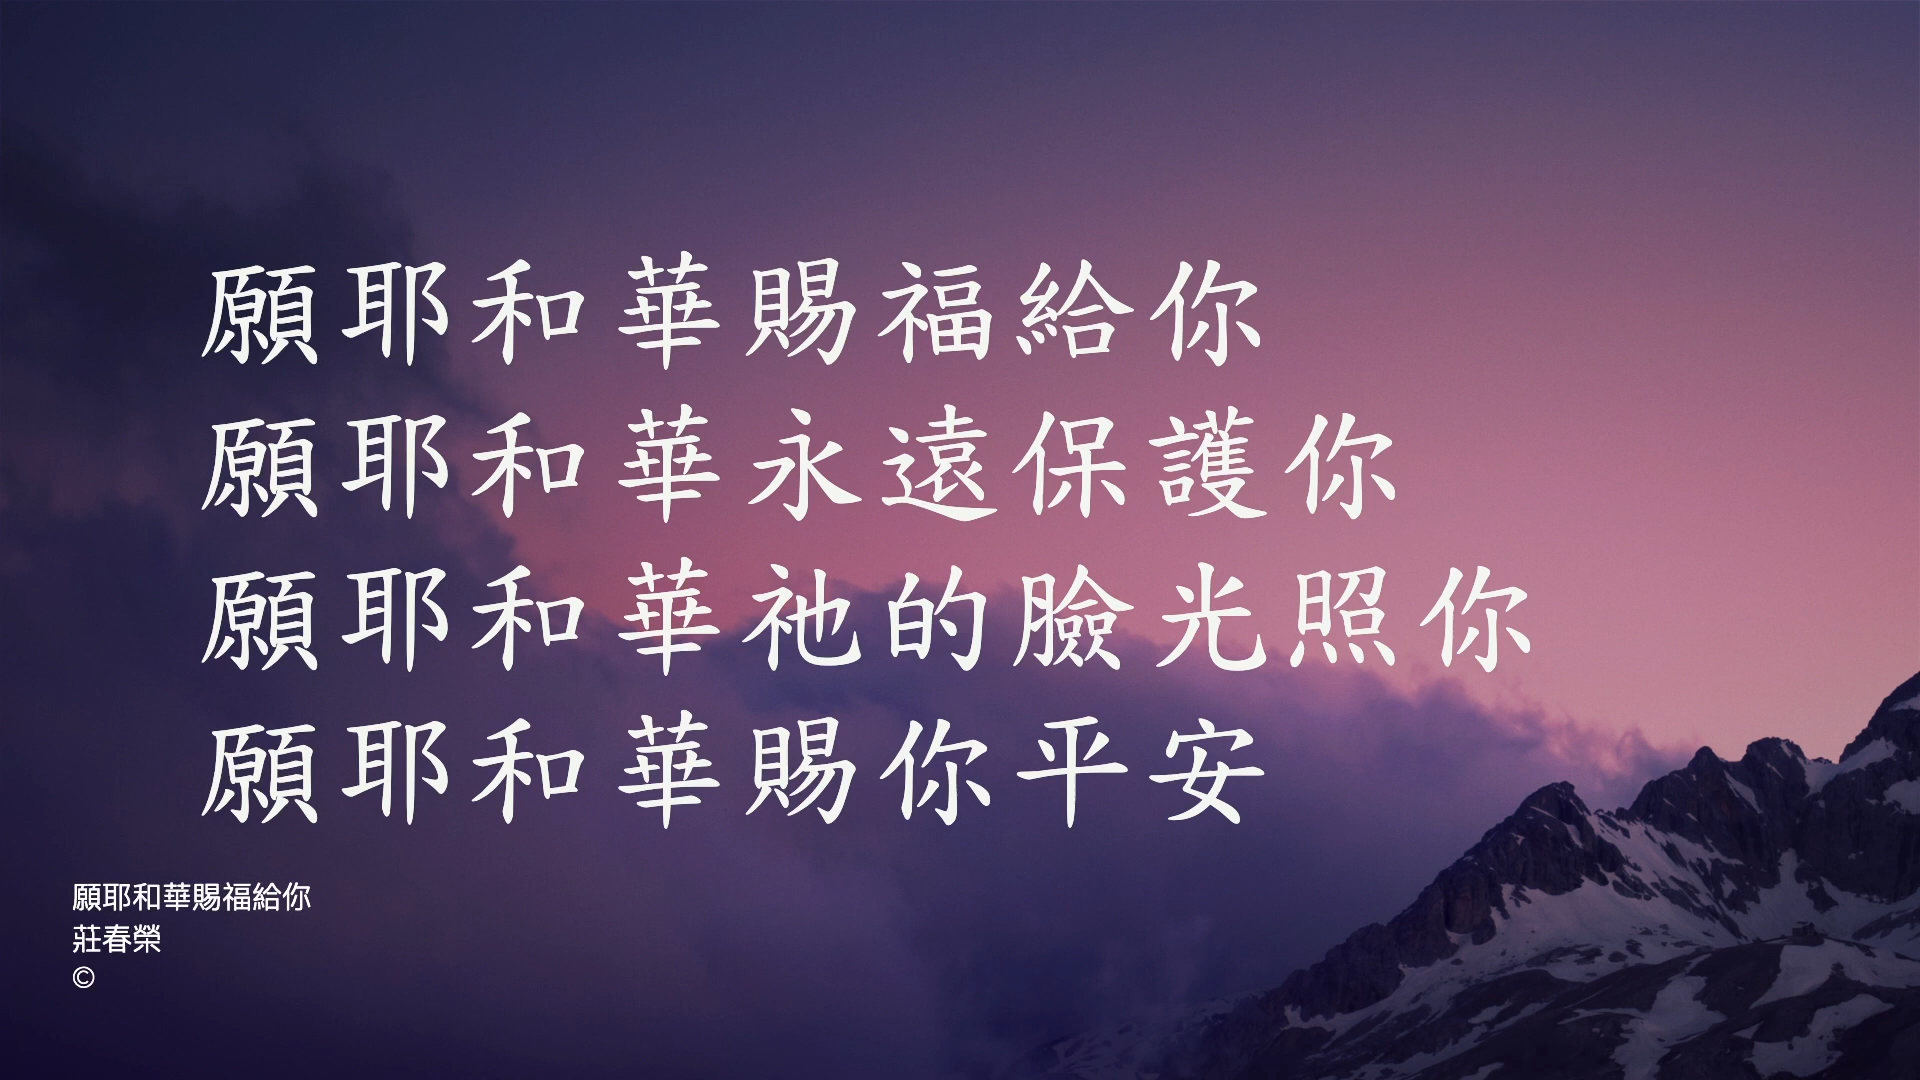 願耶和華賜福給你
願耶和華永遠保護你
願耶和華祂的臉光照你
願耶和華賜你平安
願耶和華賜福給你
莊春榮
©